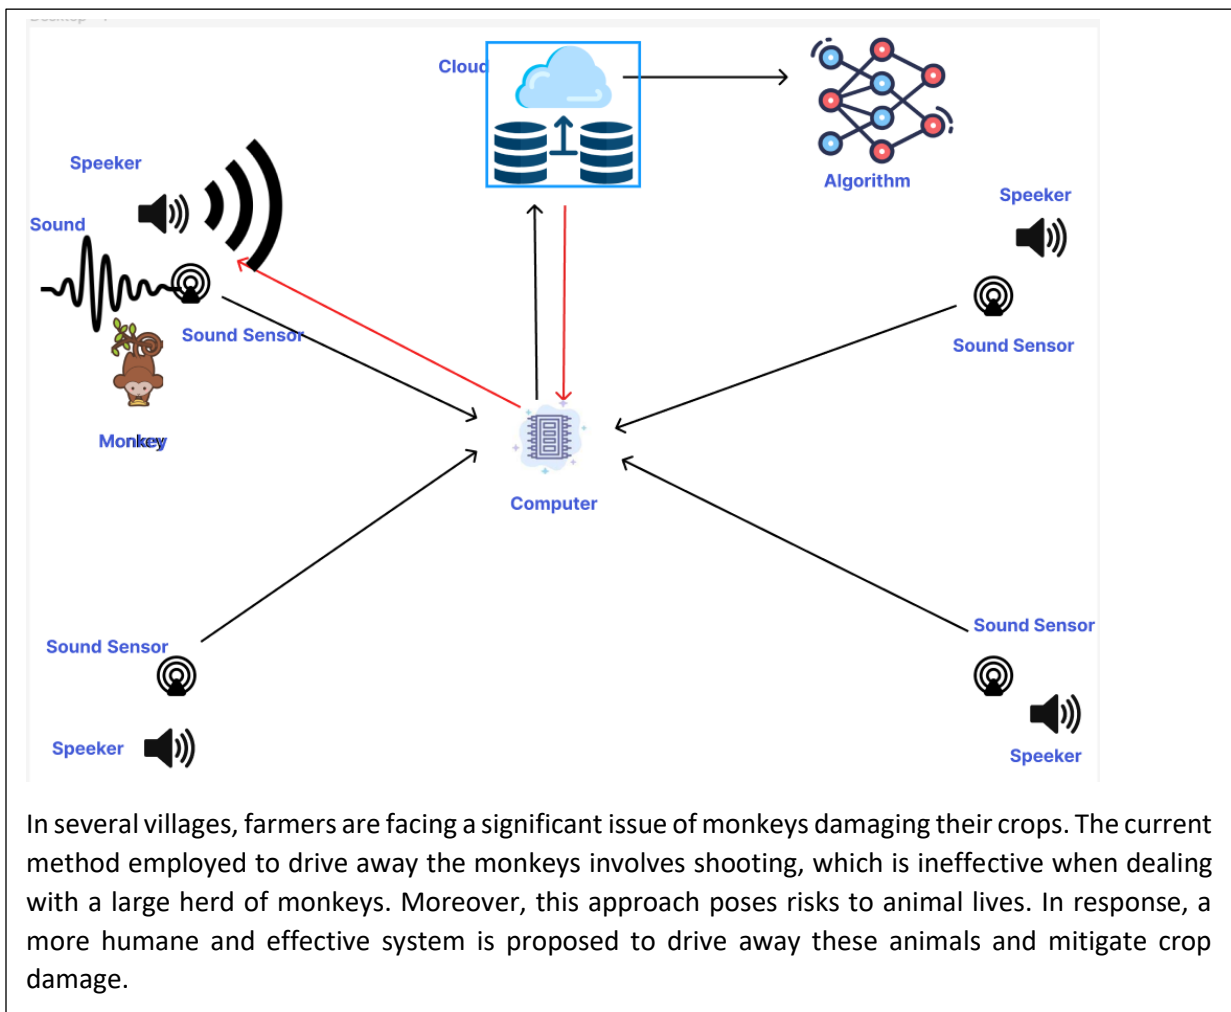 Cloud
Algorithm
Speeker
Sound
Sound Sensor
Monkey
Speeker
Sound Sensor
Computer
Sound Sensor
Speeker
Sound Sensor
Speeker
In several villages, farmers are facing a significant issue of monkeys damaging their crops. The current
method employed to drive away the monkeys involves shooting, which is ineffective when dealing
with a large herd of monkeys. Moreover, this approach poses risks to animal lives. In response, a
more humane and effective system is proposed to drive away these animals and mitigate crop
damage.